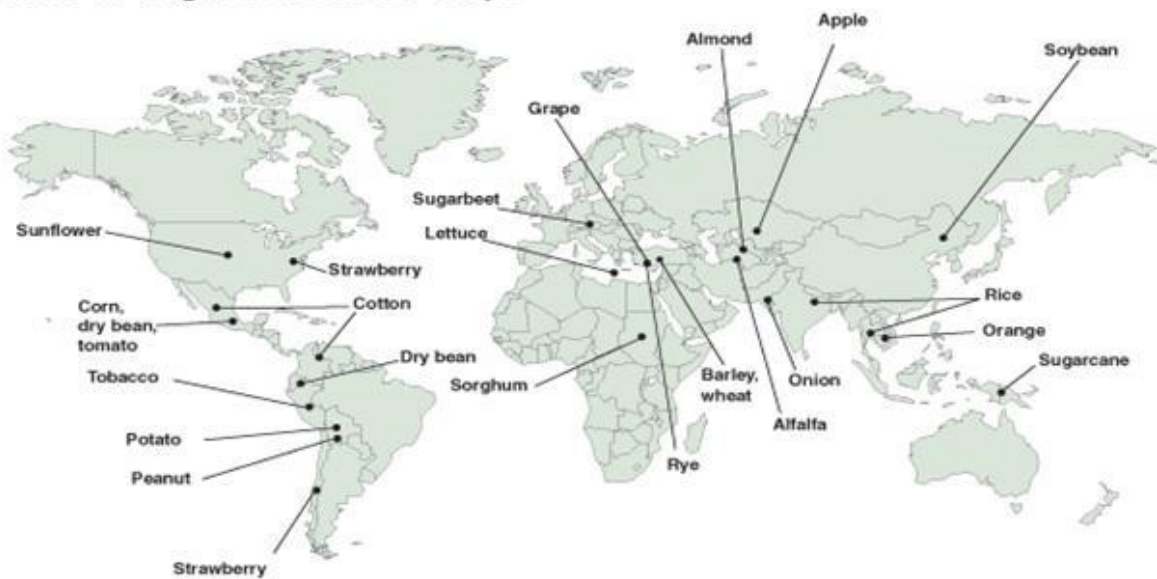 Apple
Almond
Soybean
Grape
Sugarbeet
Sunflower
Lettuce
Strawberry
Corn,
dry bean,
tomato
Cotton
Rice
Orange
Dry bean
Sugarcane
Tobacco
Sorghum
Barley,
wheat
Onion
Alfalfa
Potato
Rye
Peanut
Strawberry